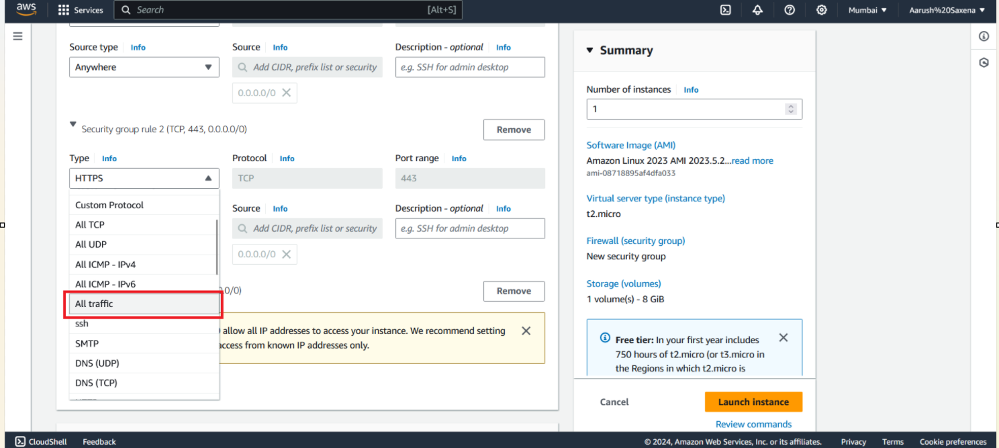 aws
Services
Search
[Alt+S]
Mumbai
Aarush%20Saxena
Source type Info
Source Info
Description - optional Info
Anywhere
Add CIDR, prefix list or security
e.g. SSH for admin desktop
0.0.0.0/0
Security group rule 2 (TCP, 443, 0.0.0.0/0)
Remove
Type Info
Protocol Info
Port range Info
HTTPS
TCP
443
Custom Protocol
All TCP
All UDP
All ICMP - IPv4
All ICMP - IPv6
All traffic
ssh
SMTP
DNS (UDP)
DNS (TCP)
Source Info
Description - optional Info
Add CIDR, prefix list or security
e.g. SSH for admin desktop
0.0.0.0/0
.0/0)
Remove
allow all IP addresses to access your instance. We recommend setting
access from known IP addresses only.
Summary
Number of instances Info
1
Software Image (AMI)
Amazon Linux 2023 AMI 2023.5.2...read more
ami-08718895af4dfa033
Virtual server type (instance type)
t2.micro
Firewall (security group)
New security group
Storage (volumes)
1 volume(s) - 8 GiB
Free tier: In your first year includes
750 hours of t2.micro (or t3.micro in
the Regions in which t2.micro is
Cancel
Launch instance
Review commands
CloudShell
Feedback
© 2024, Amazon Web Services, Inc. or its affiliates.
Privacy
Terms
Cookie preferences